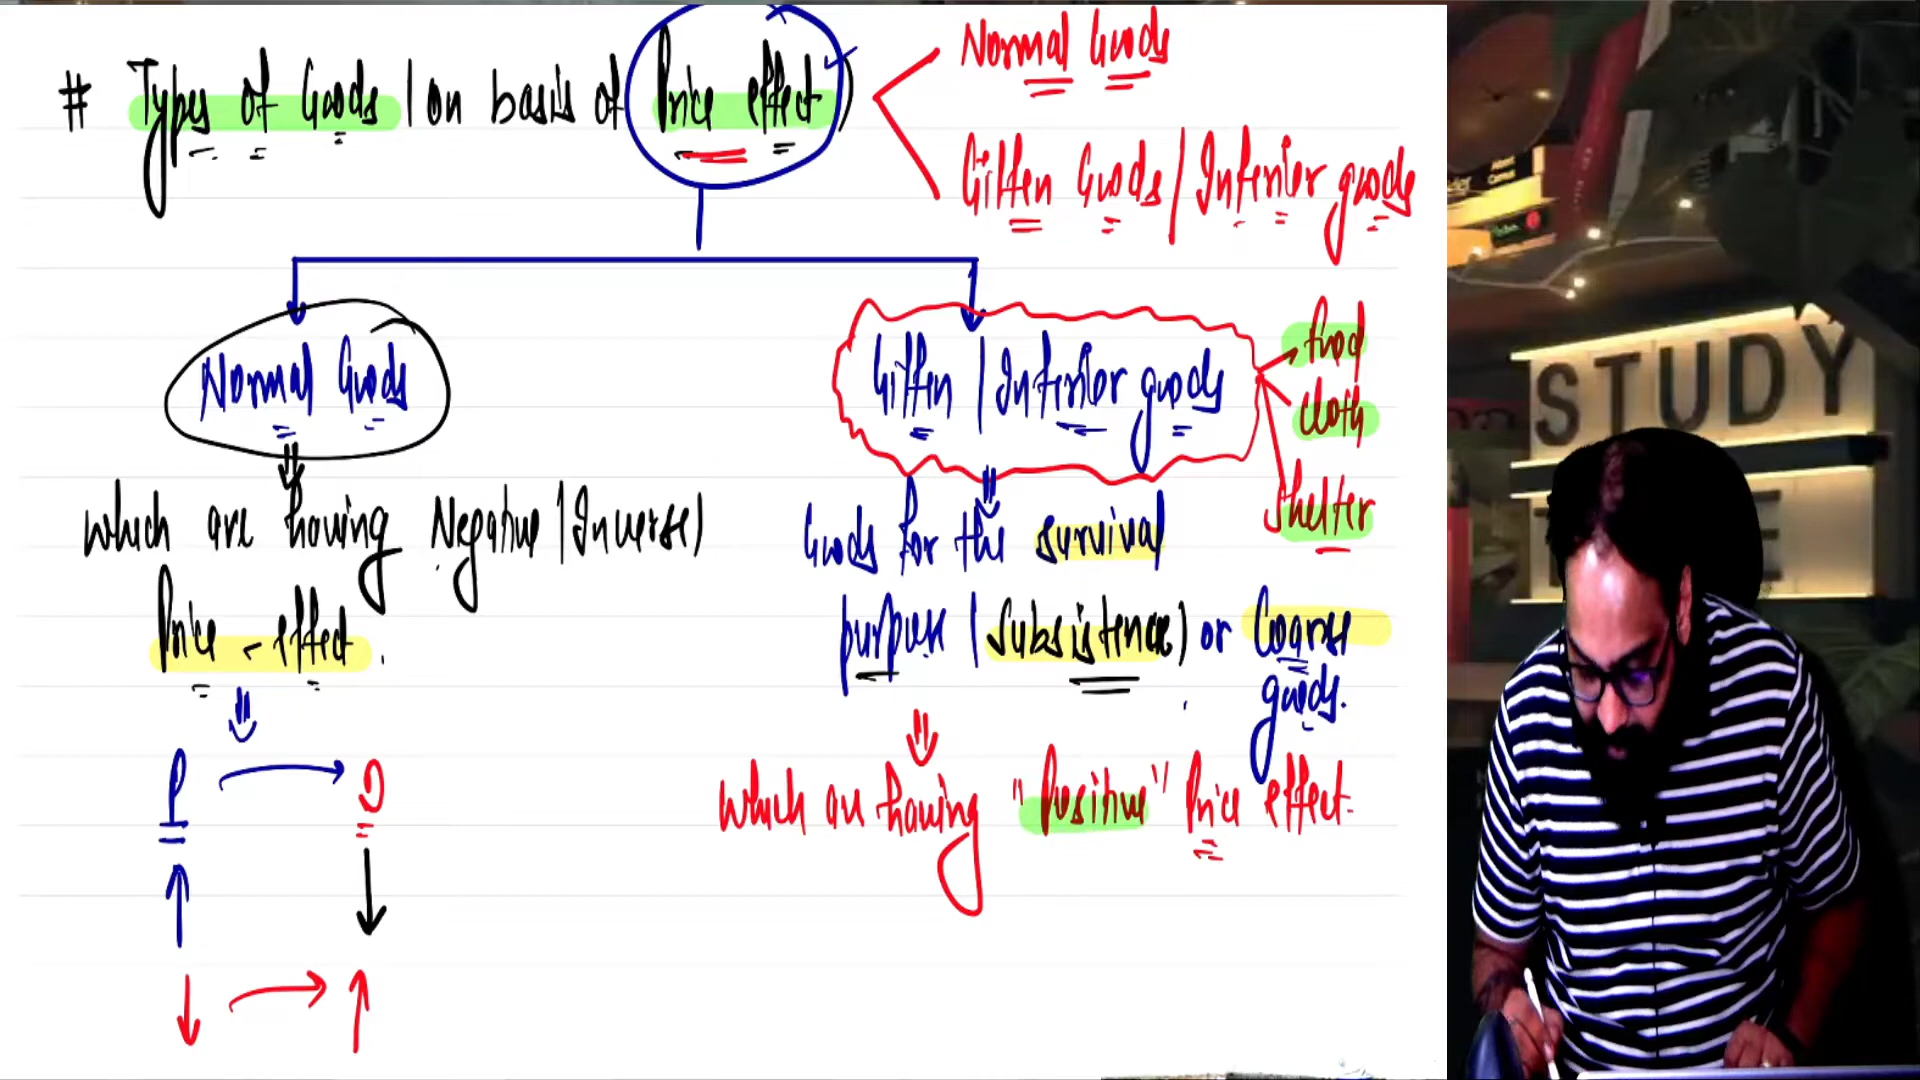 # Types of Goods (on basis of Price effect)
Normal Goods
Giffen Goods / Inferior goods
Normal Goods
Giffen / Inferior goods
food
cloth
shelter
which are having Negative (Inverse)
Price - effect.
Goods for the survival
purpose (subsistence) or Coarse
goods.
P → D
which are having "Positive" Price effect.
↑ ↓
↓ → ↑
STUDY